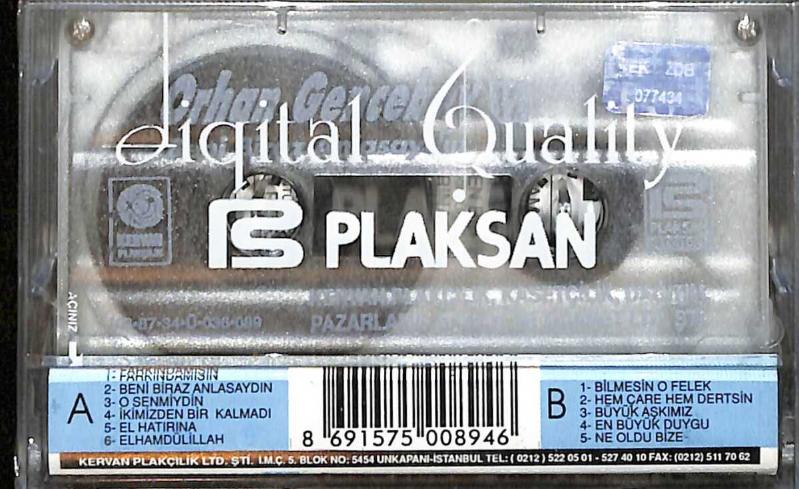 SEK ZDB
077434
Orhan Gencebay
digital Quality
KERVAN
PLAKÇILIK
PLAKSAN
AÇINIZ
1- FARKINDAMISIN
A
2- BENİ BİRAZ ANLASAYDIN
3- O SENMİYDİN
4- İKİMİZDEN BİR KALMADI
5- EL HATIRINA
6- ELHAMDÜLİLLAH
8 691575 008946
B
1- BİLMESİN O FELEK
2- HEM ÇARE HEM DERTSİN
3- BÜYÜK AŞKIMIZ
4- EN BÜYÜK DUYGU
5- NE OLDU BİZE
KERVAN PLAKÇILIK LTD. ŞTİ. İ.M.Ç. 5. BLOK NO: 5454 UNKAPANI-İSTANBUL TEL: ( 0212 ) 522 05 01 - 527 40 10 FAX: (0212) 511 70 62